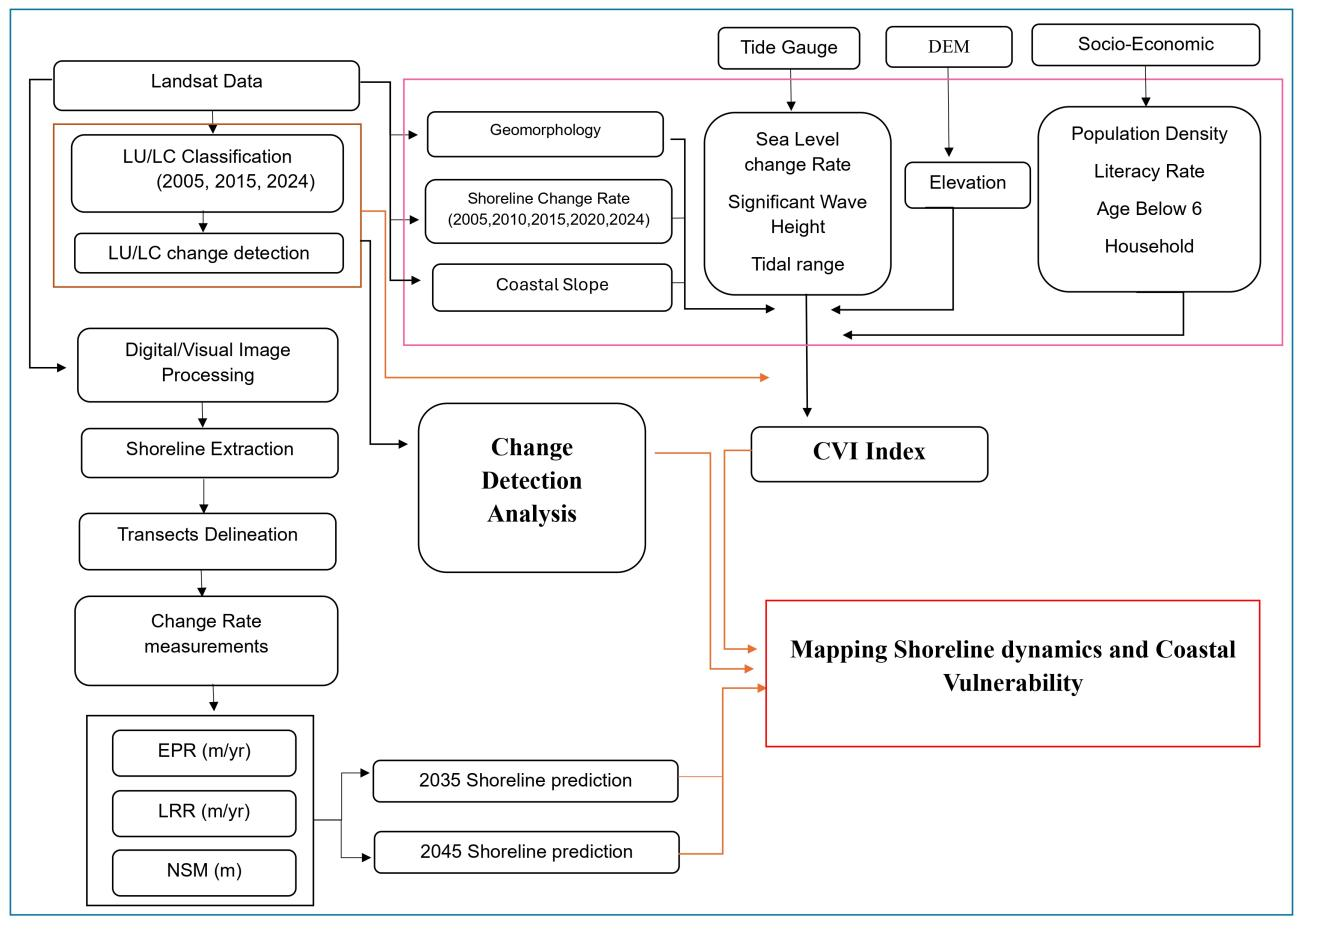 Tide Gauge
DEM
Socio-Economic
Landsat Data
LU/LC Classification
(2005, 2015, 2024)
LU/LC change detection
Geomorphology
Shoreline Change Rate
(2005,2010,2015,2020,2024)
Coastal Slope
Sea Level
change Rate
Significant Wave
Height
Tidal range
Elevation
Population Density
Literacy Rate
Age Below 6
Household
Digital/Visual Image
Processing
Shoreline Extraction
Transects Delineation
Change Rate
measurements
EPR (m/yr)
LRR (m/yr)
NSM (m)
Change
Detection
Analysis
CVI Index
Mapping Shoreline dynamics and Coastal
Vulnerability
2035 Shoreline prediction
2045 Shoreline prediction